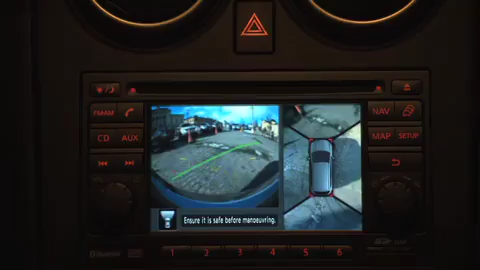 FM·AM
CD AUX
NAV
MAP SETUP
Ensure it is safe before manoeuvring.
1 2 3 4 5 6
Bluetooth